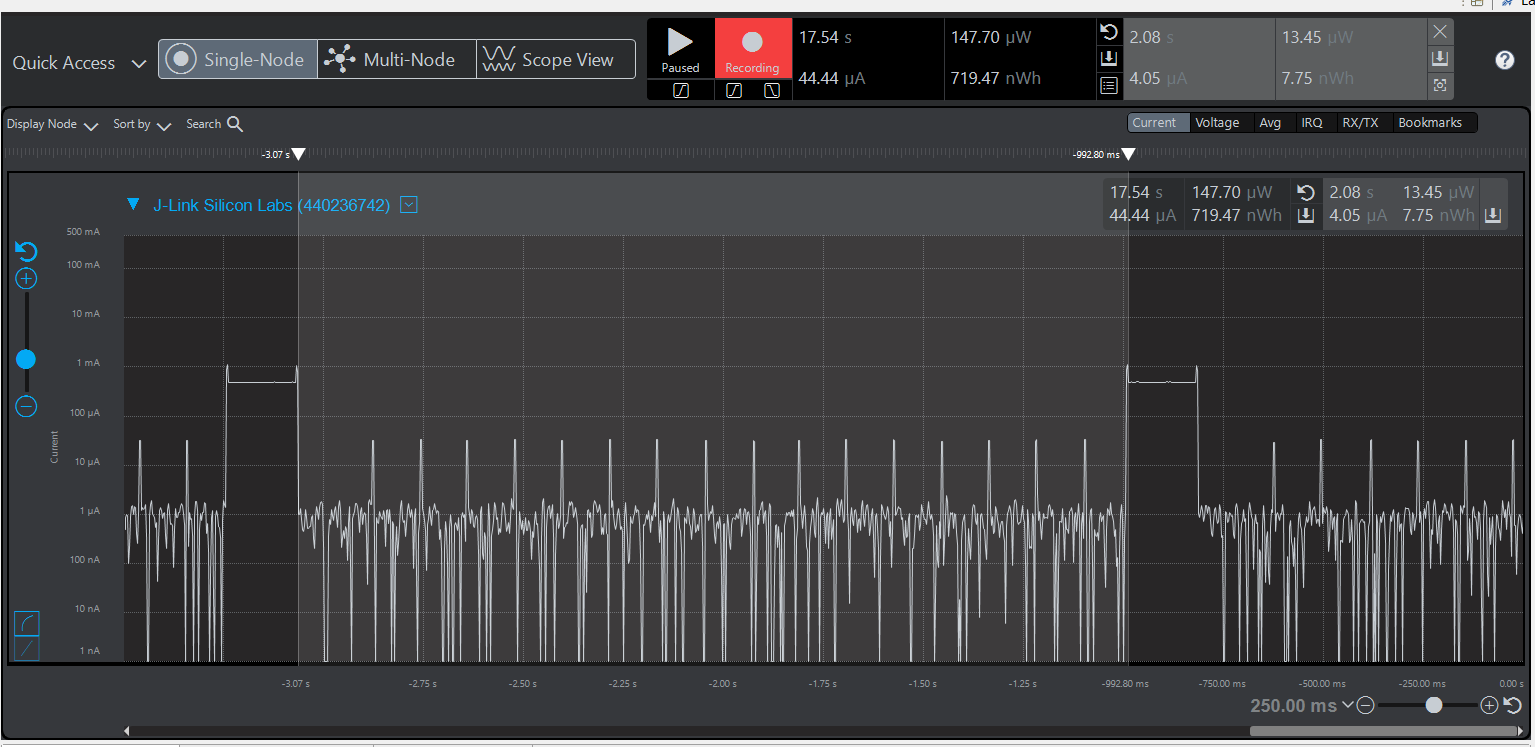 Quick Access
Single-Node
Multi-Node
Scope View
Paused
Recording
17.54 s
44.44 µA
147.70 µW
719.47 nWh
2.08 s
4.05 µA
13.45 µW
7.75 nWh
?
Display Node
Sort by
Search
Current
Voltage
Avg
IRQ
RX/TX
Bookmarks
-3.07 s
-992.80 ms
J-Link Silicon Labs (440236742)
17.54 s 147.70 µW
44.44 µA 719.47 nWh
2.08 s 13.45 µW
4.05 µA 7.75 nWh
500 mA
100 mA
10 mA
1 mA
100 µA
10 µA
1 µA
100 nA
10 nA
1 nA
Current
-3.07 s
-2.75 s
-2.50 s
-2.25 s
-2.00 s
-1.75 s
-1.50 s
-1.25 s
-992.80 ms
-750.00 ms
-500.00 ms
-250.00 ms
0.00 s
250.00 ms